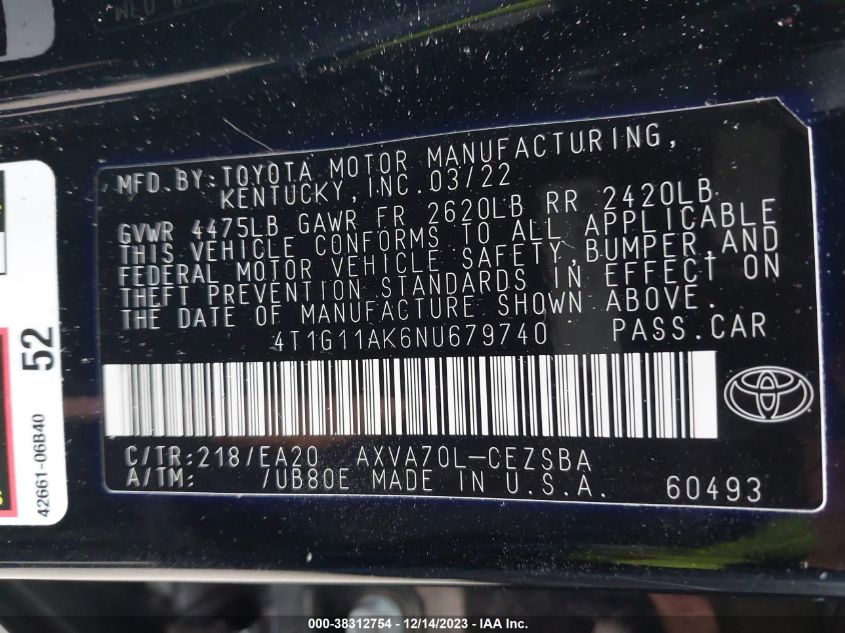 MFD.BY:TOYOTA MOTOR MANUFACTURING,
KENTUCKY,INC.03/22
GVWR 4475LB GAWR FR 2620LB RR 2420LB
THIS VEHICLE CONFORMS TO ALL APPLICABLE
FEDERAL MOTOR VEHICLE SAFETY,BUMPER,AND
THEFT PREVENTION STANDARDS IN EFFECT ON
THE DATE OF MANUFACTURE SHOWN ABOVE.
4T1G11AK6NU679740 PASS.CAR
C/TR:218/EA20 AXVA70L-CEZSBA
A/TM: /UB80E MADE IN U.S.A. 60493
52
42661-06B40
000-38312754 - 12/14/2023 - IAA Inc.